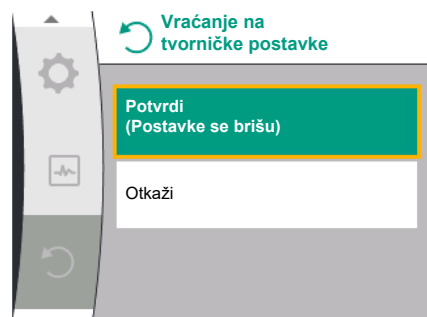 Vraćanje na
tvorničke postavke
Potvrdi
(Postavke se brišu)
Otkaži